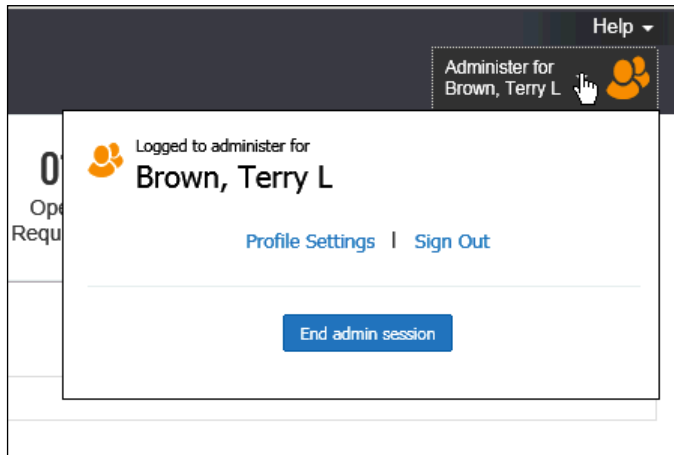 Help
Administer for
Brown, Terry L
Logged to administer for
Brown, Terry L
Profile Settings | Sign Out
End admin session